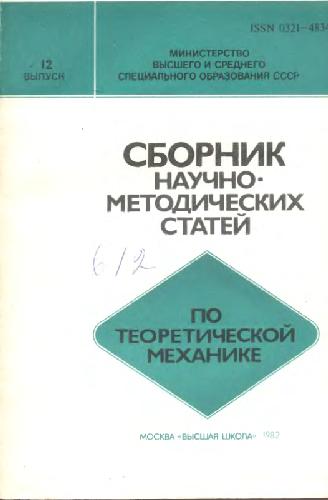 ISSN 0321-4834
12
ВЫПУСК
МИНИСТЕРСТВО
ВЫСШЕГО И СРЕДНЕГО
СПЕЦИАЛЬНОГО ОБРАЗОВАНИЯ СССР
СБОРНИК
НАУЧНО-
МЕТОДИЧЕСКИХ
СТАТЕЙ
6/2
ПО
ТЕОРЕТИЧЕСКОЙ
МЕХАНИКЕ
МОСКВА «ВЫСШАЯ ШКОЛА» 1982